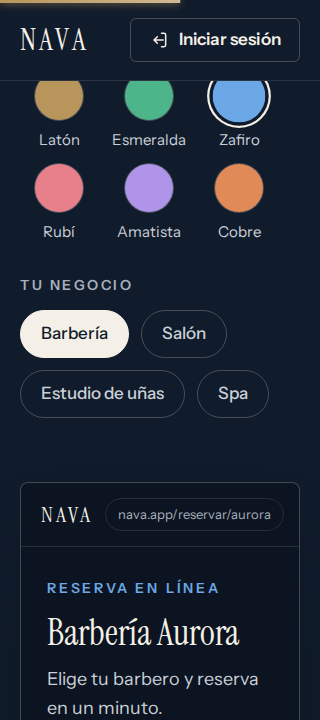 NAVA
Iniciar sesión
Latón
Esmeralda
Zafiro
Rubí
Amatista
Cobre
TU NEGOCIO
Barbería
Salón
Estudio de uñas
Spa
NAVA
nava.app/reservar/aurora
RESERVA EN LÍNEA
Barbería Aurora
Elige tu barbero y reserva
en un minuto.